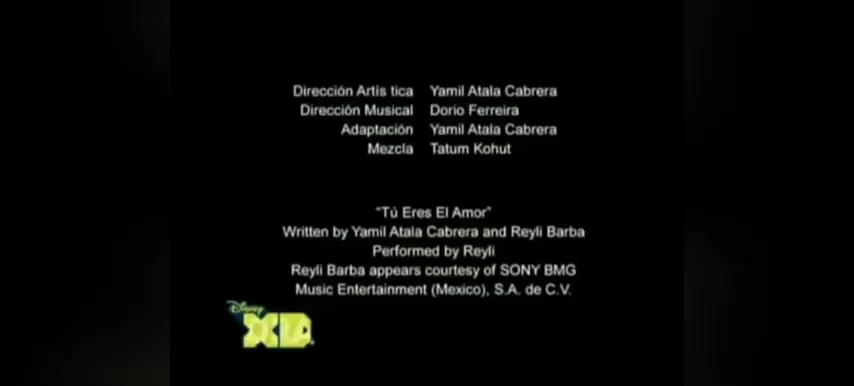 Dirección Artís tica Yamil Atala Cabrera
Dirección Musical Dorio Ferreira
Adaptación Yamil Atala Cabrera
Mezcla Tatum Kohut
“Tú Eres El Amor”
Written by Yamil Atala Cabrera and Reyli Barba
Performed by Reyli
Reyli Barba appears courtesy of SONY BMG
Music Entertainment (Mexico), S.A. de C.V.
Disney
XD